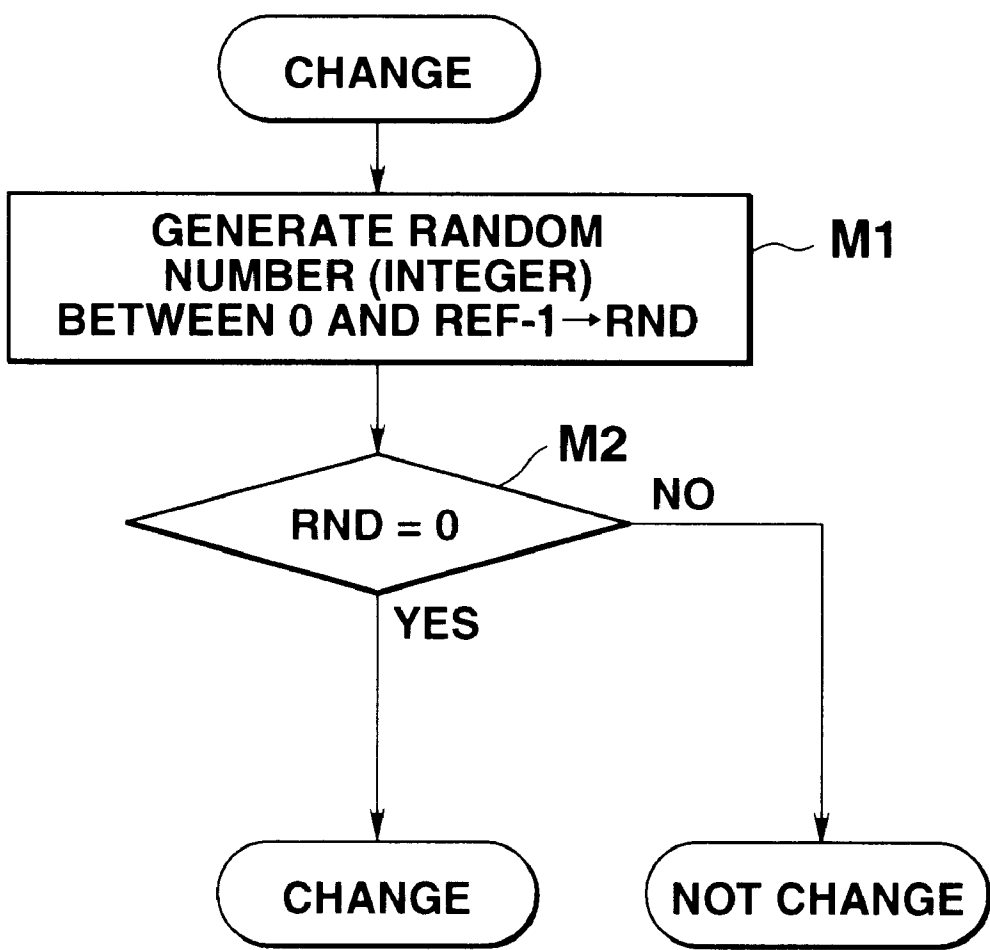 CHANGE
GENERATE RANDOM
NUMBER (INTEGER)
BETWEEN 0 AND REF-1→RND
M1
M2
RND = 0
NO
YES
CHANGE
NOT CHANGE